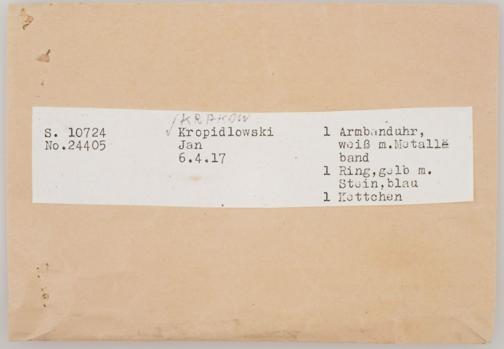 KRAKOW
S. 10724 Kropidlowski 1 Armbanduhr,
No.24405 Jan weiß m.Metall=
6.4.17 band
1 Ring,gelb m.
Stein,blau
1 Kettchen